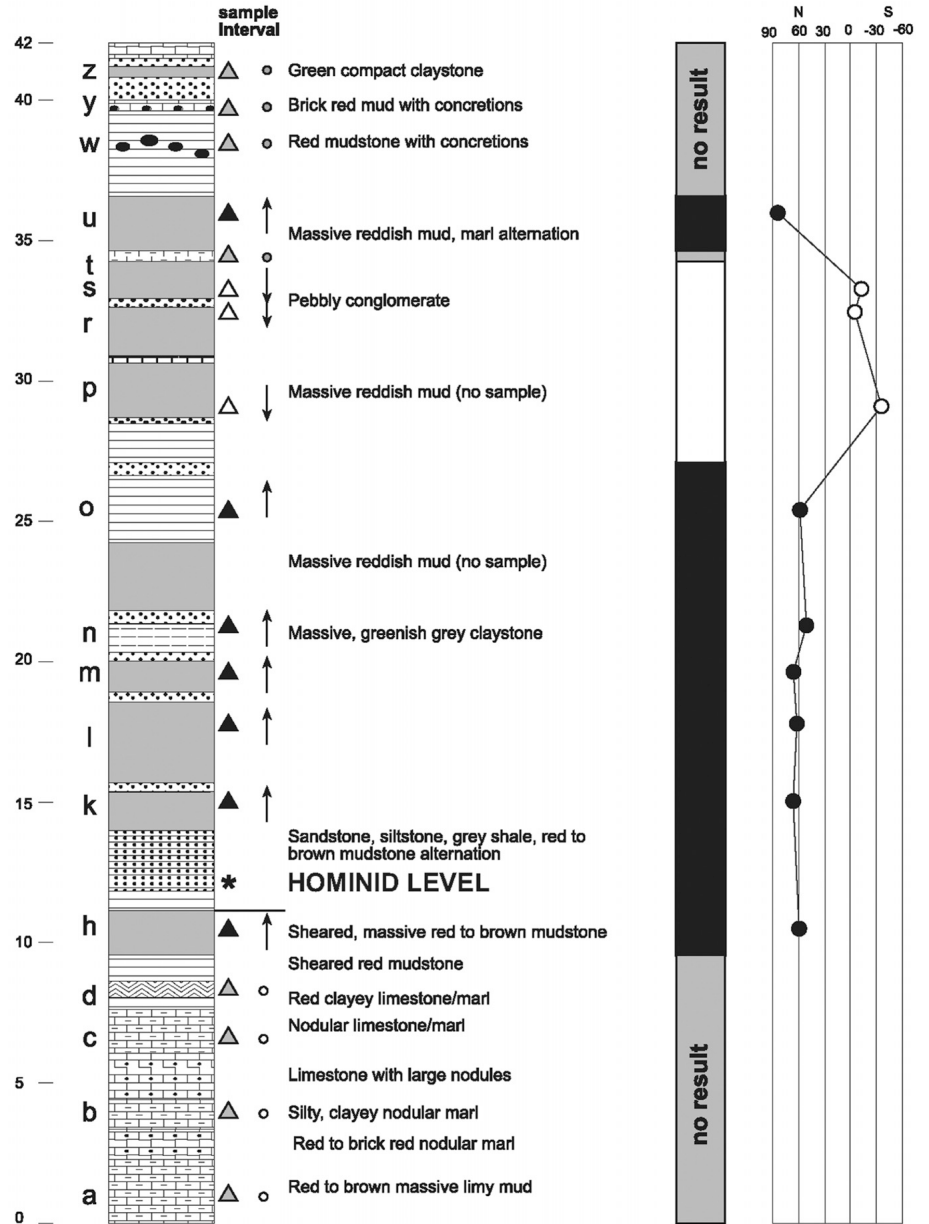 sample
interval
N S
90 60 30 0 -30 -60
42
z Green compact claystone
no result
40
y Brick red mud with concretions
w Red mudstone with concretions
u
35
Massive reddish mud, marl alternation
t
s
Pebbly conglomerate
r
30
p Massive reddish mud (no sample)
o
25
Massive reddish mud (no sample)
n Massive, greenish grey claystone
20
m
l
15
k
Sandstone, siltstone, grey shale, red to
brown mudstone alternation
* HOMINID LEVEL
h Sheared, massive red to brown mudstone
10
Sheared red mudstone
d Red clayey limestone/marl
Nodular limestone/marl
c
5
Limestone with large nodules
no result
b Silty, clayey nodular marl
Red to brick red nodular marl
a Red to brown massive limy mud
0